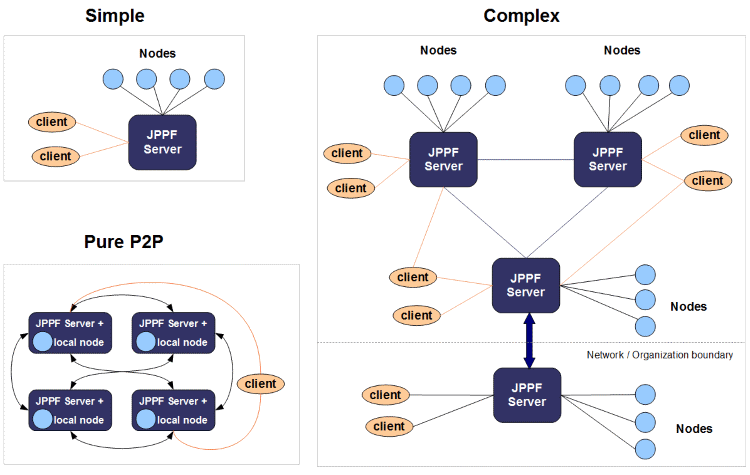 Simple
Nodes
client
client
JPPF
Server
Pure P2P
JPPF Server +
local node
JPPF Server +
local node
JPPF Server +
local node
JPPF Server +
local node
client
Complex
Nodes
Nodes
JPPF
Server
JPPF
Server
client
client
client
client
client
client
JPPF
Server
Nodes
Network / Organization boundary
JPPF
Server
client
client
Nodes